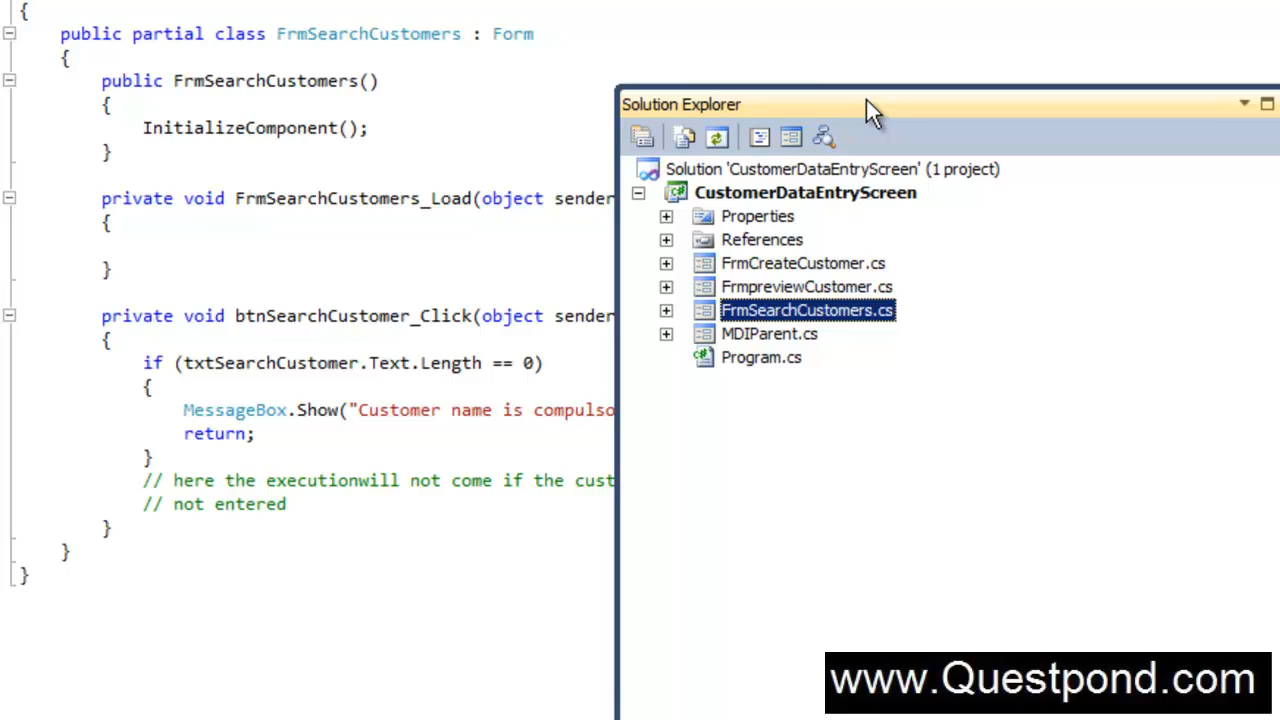 {
public partial class FrmSearchCustomers : Form
{
public FrmSearchCustomers()
{
InitializeComponent();
}
private void FrmSearchCustomers_Load(object sender
{
}
private void btnSearchCustomer_Click(object sender
{
if (txtSearchCustomer.Text.Length == 0)
{
MessageBox.Show("Customer name is compulso
return;
}
// here the executionwill not come if the cust
// not entered
}
}
}
Solution Explorer
Solution 'CustomerDataEntryScreen' (1 project)
CustomerDataEntryScreen
Properties
References
FrmCreateCustomer.cs
FrmpreviewCustomer.cs
FrmSearchCustomers.cs
MDIParent.cs
Program.cs
www.Questpond.com